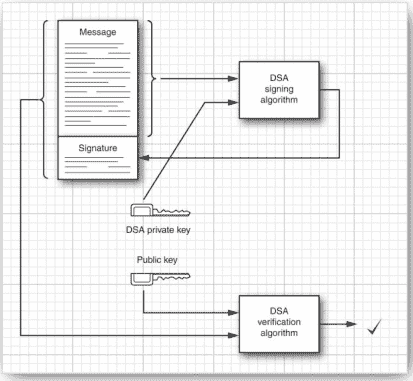 Message
DSA
signing
algorithm
Signature
DSA private key
Public key
DSA
verification
algorithm